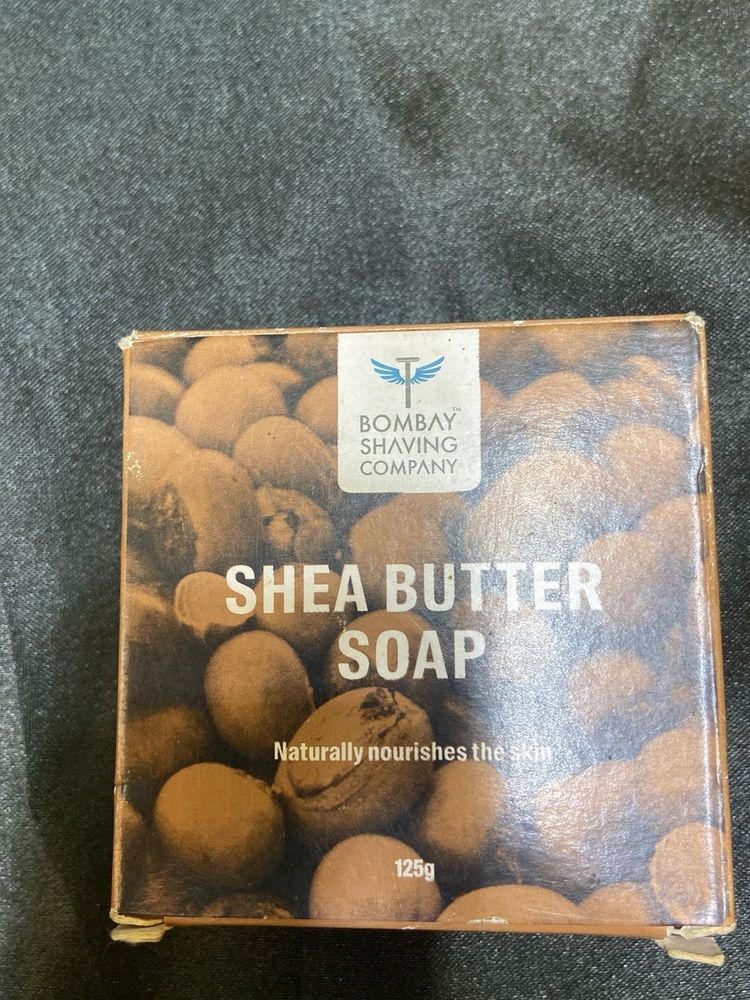 BOMBAY™
SHAVING
COMPANY
SHEA BUTTER
SOAP
Naturally nourishes the skin
125g